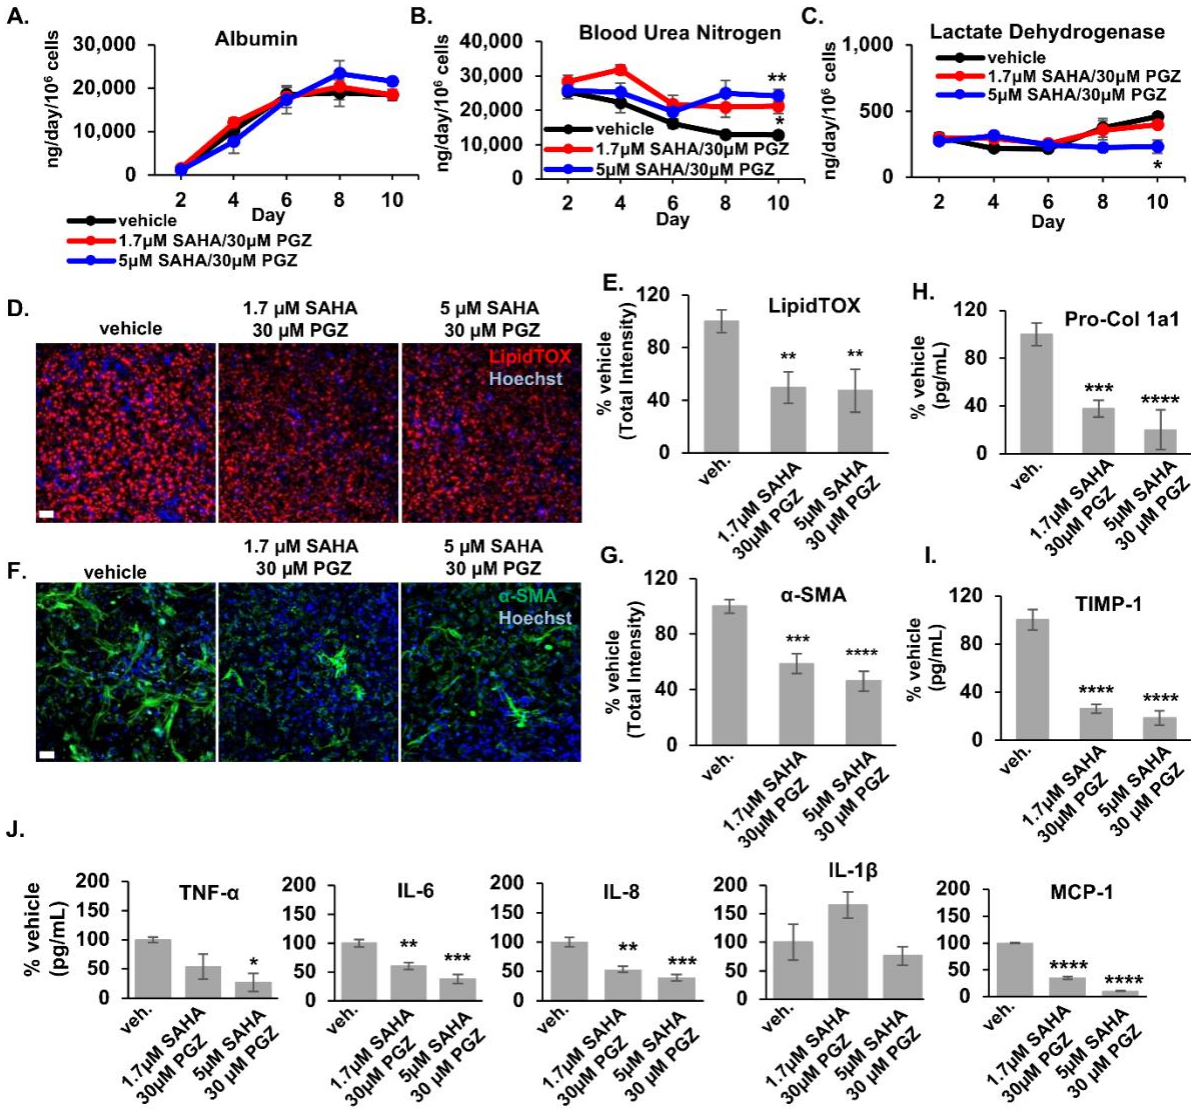 A.
Albumin
ng/day/10⁶ cells
30,000
20,000
10,000
0
2 4 6 8 10
Day
vehicle
1.7µM SAHA/30µM PGZ
5µM SAHA/30µM PGZ
B.
Blood Urea Nitrogen
ng/day/10⁶ cells
40,000
30,000
20,000
10,000
0
**
*
vehicle
1.7µM SAHA/30µM PGZ
5µM SAHA/30µM PGZ
2 4 6 8 10
Day
C.
Lactate Dehydrogenase
ng/day/10⁶ cells
1,000
500
0
vehicle
1.7µM SAHA/30µM PGZ
5µM SAHA/30µM PGZ
*
2 4 6 8 10
Day
D.
vehicle
1.7 µM SAHA
30 µM PGZ
5 µM SAHA
30 µM PGZ
LipidTOX
Hoechst
E.
LipidTOX
% vehicle
(Total Intensity)
120
80
40
0
** **
veh.
1.7µM SAHA
30µM PGZ
5µM SAHA
30 µM PGZ
F.
vehicle
1.7 µM SAHA
30 µM PGZ
5 µM SAHA
30 µM PGZ
α-SMA
Hoechst
G.
α-SMA
% vehicle
(Total Intensity)
120
80
40
0
*** ****
veh.
1.7µM SAHA
30µM PGZ
5µM SAHA
30 µM PGZ
H.
Pro-Col 1a1
% vehicle
(pg/mL)
120
80
40
0
*** ****
veh.
1.7µM SAHA
30µM PGZ
5µM SAHA
30 µM PGZ
I.
TIMP-1
% vehicle
(pg/mL)
120
80
40
0
**** ****
veh.
1.7µM SAHA
30µM PGZ
5µM SAHA
30 µM PGZ
J.
TNF-α
% vehicle
(pg/mL)
200
150
100
50
0
*
veh.
1.7µM SAHA
30µM PGZ
5µM SAHA
30 µM PGZ
IL-6
200
150
100
50
0
** ***
veh.
1.7µM SAHA
30µM PGZ
5µM SAHA
30 µM PGZ
IL-8
200
150
100
50
0
** ***
veh.
1.7µM SAHA
30µM PGZ
5µM SAHA
30 µM PGZ
IL-1β
200
150
100
50
0
veh.
1.7µM SAHA
30µM PGZ
5µM SAHA
30 µM PGZ
MCP-1
200
150
100
50
0
**** ****
veh.
1.7µM SAHA
30µM PGZ
5µM SAHA
30 µM PGZ